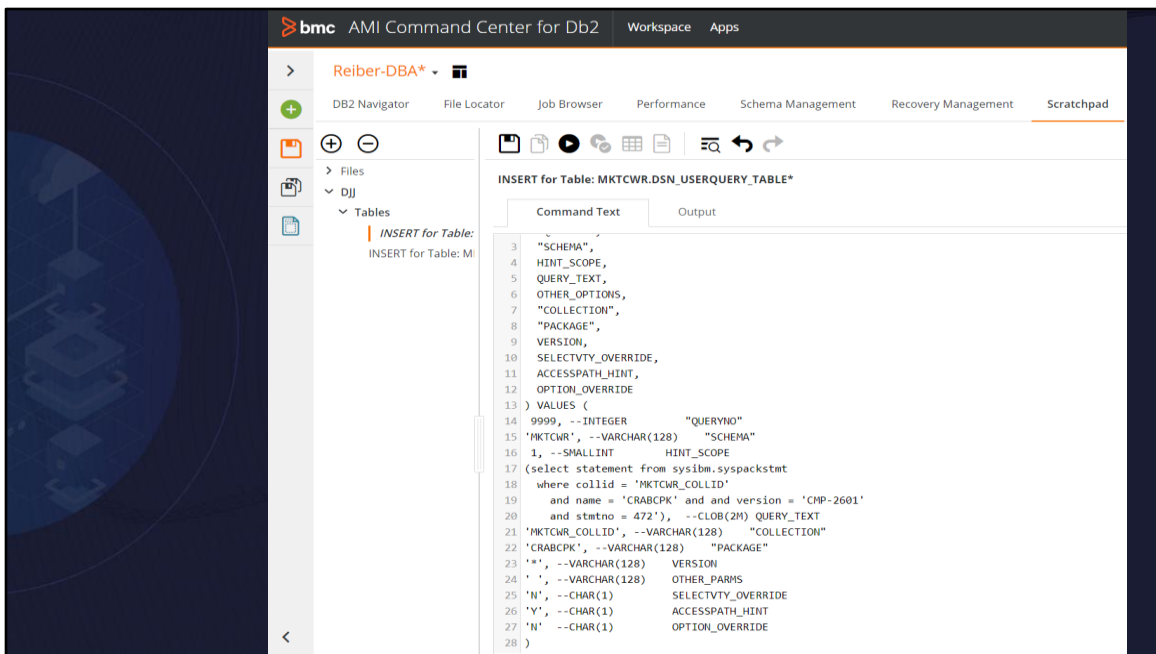 bmc AMI Command Center for Db2 Workspace Apps
Reiber-DBA*
DB2 Navigator File Locator Job Browser Performance Schema Management Recovery Management Scratchpad
Files
DJJ
Tables
INSERT for Table:
INSERT for Table: MI
INSERT for Table: MKTCWR.DSN_USERQUERY_TABLE*
Command Text Output
3 "SCHEMA",
4 HINT_SCOPE,
5 QUERY_TEXT,
6 OTHER_OPTIONS,
7 "COLLECTION",
8 "PACKAGE",
9 VERSION,
10 SELECTVTY_OVERRIDE,
11 ACCESSPATH_HINT,
12 OPTION_OVERRIDE
13 ) VALUES (
14 9999, --INTEGER "QUERYNO"
15 'MKTCWR', --VARCHAR(128) "SCHEMA"
16 1, --SMALLINT HINT_SCOPE
17 (select statement from sysibm.syspackstmt
18 where collid = 'MKTCWR_COLLID'
19 and name = 'CRABCPK' and and version = 'CMP-2601'
20 and stmtno = 472'), --CLOB(2M) QUERY_TEXT
21 'MKTCWR_COLLID', --VARCHAR(128) "COLLECTION"
22 'CRABCPK', --VARCHAR(128) "PACKAGE"
23 '*', --VARCHAR(128) VERSION
24 ' ', --VARCHAR(128) OTHER_PARMS
25 'N', --CHAR(1) SELECTVTY_OVERRIDE
26 'Y', --CHAR(1) ACCESSPATH_HINT
27 'N' --CHAR(1) OPTION_OVERRIDE
28 )